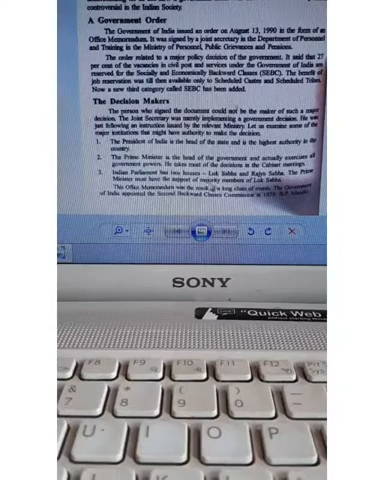 controversial in the Indian Society.
A Government Order
The Government of India issued an order on August 13, 1990 in the form of an
Office Memorandum. It was signed by a joint secretary in the Department of Personnel
and Training in the Ministry of Personnel, Public Grievances and Pensions.
The order related to a major policy decision of the government. It said that 27
per cent of the vacancies in civil post and services under the Government of India are
reserved for the Socially and Economically Backward Classes (SEBC). The benefit of
job reservation was till then available only to Scheduled Castes and Scheduled Tribes.
Now a new third category called SEBC has been added.
The Decision Makers
The person who signed the document could not be the maker of such a major
decision. The Joint Secretary was merely implementing a government decision. He was
just following an instruction issued by the relevant Ministry. Let us examine some of the
major institutions that might have authority to make the decision.
1. The President of India is the head of the state and is the highest authority in the
country.
2. The Prime Minister is the head of the government and actually exercises all
government powers. He takes most of the decisions in the Cabinet meetings.
3. Indian Parliament has two houses – Lok Sabha and Rajya Sabha. The Prime
Minister must have the support of majority members of Lok Sabha.
This Office Memorandum was the result of a long chain of events. The Government
of India appointed the Second Backward Classes Commission in 1979. B.P. Mandal
SONY
"Quick Web
without starting
F8 F9 F10 F11 F12 Prt
& 7 * 8 ( 9 ) 0 –
U I O P